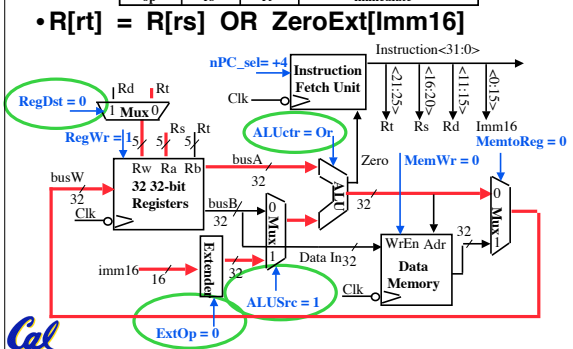 op rs rt immediate
• R[rt] = R[rs] OR ZeroExt[Imm16]
Instruction<31:0>
nPC_sel= +4
Instruction
Fetch Unit
Clk
<21:25>
<16:20>
<11:15>
<0:15>
Rt
Rs
Rd
Imm16
Rd
Rt
RegDst = 0
1 Mux 0
RegWr = 1
5
5
5
Rs
Rt
ALUctr = Or
Zero
MemWr = 0
MemtoReg = 0
busW
32
Clk
Rw Ra Rb
32 32-bit
Registers
busA
32
busB
32
ALU
32
0
Mux
1
0
Mux
1
imm16
16
Extender
32
Data In
32
WrEn Adr
Data
Memory
32
Clk
ALUSrc = 1
ExtOp = 0
Cal